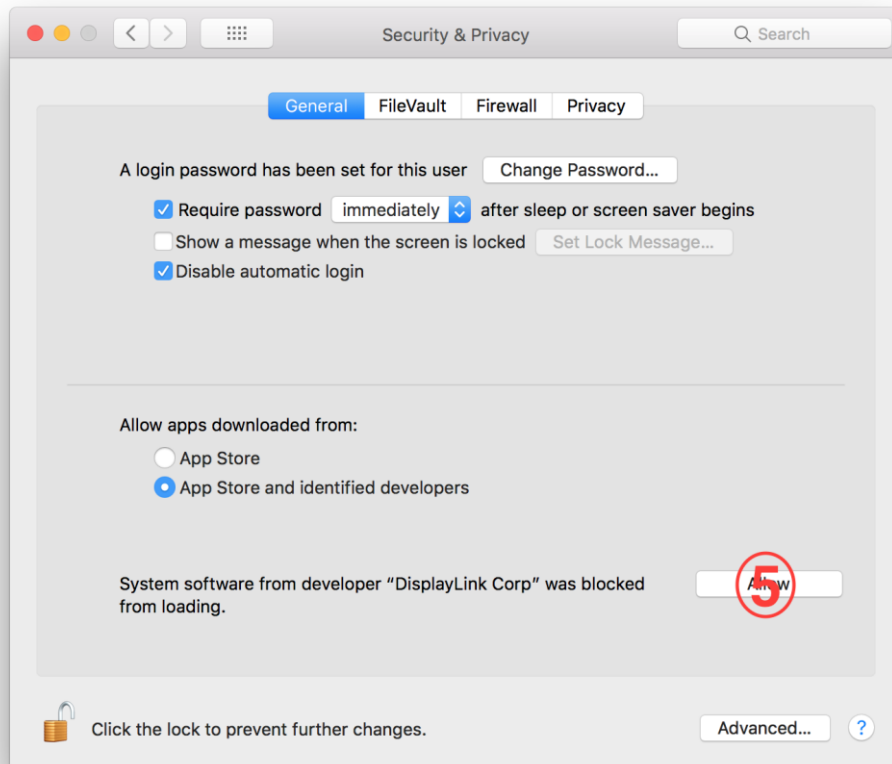 Security & Privacy
Search
General FileVault Firewall Privacy
A login password has been set for this user Change Password...
Require password immediately after sleep or screen saver begins
Show a message when the screen is locked Set Lock Message...
Disable automatic login
Allow apps downloaded from:
App Store
App Store and identified developers
System software from developer “DisplayLink Corp” was blocked
from loading.
Allow
5
Click the lock to prevent further changes.
Advanced... ?